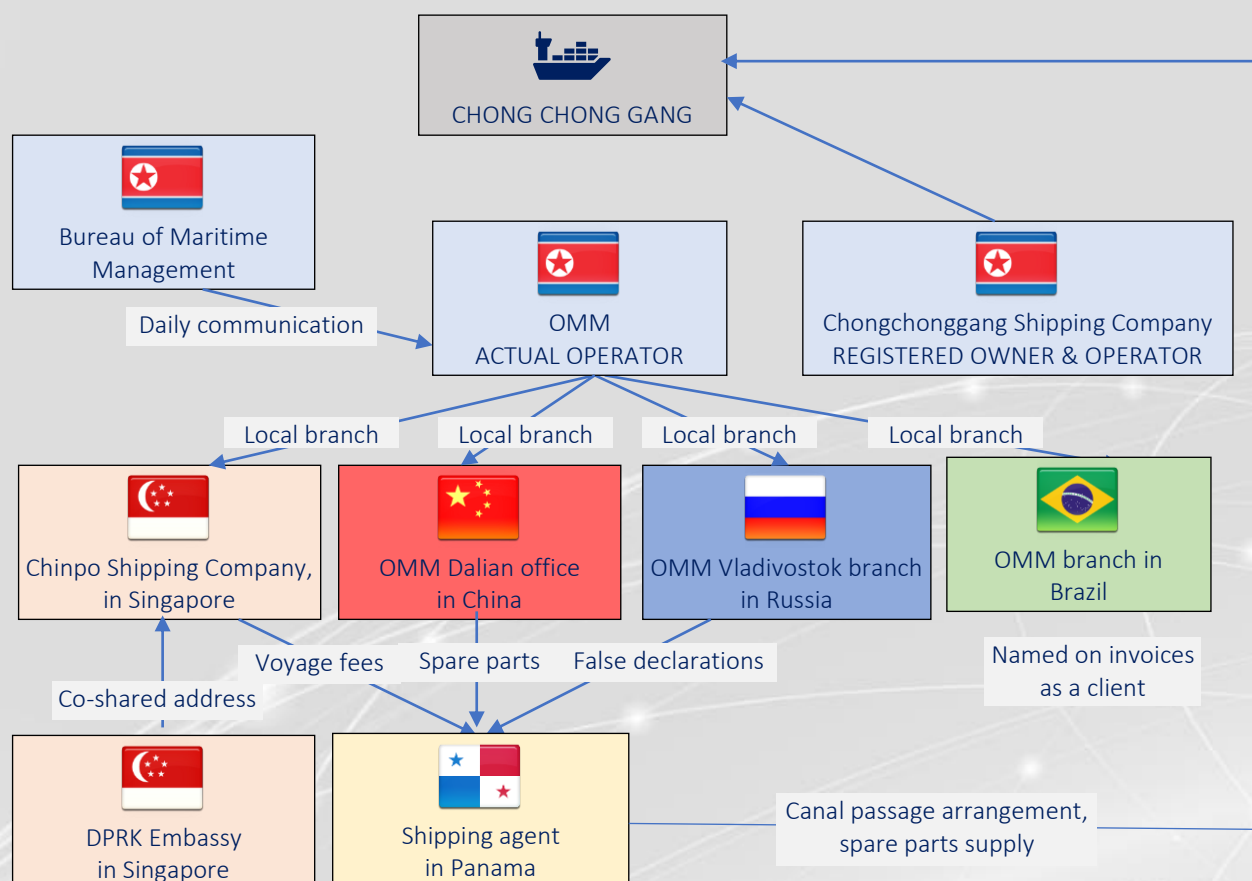 CHONG CHONG GANG
Bureau of Maritime
Management
Daily communication
OMM
ACTUAL OPERATOR
Chongchonggang Shipping Company
REGISTERED OWNER & OPERATOR
Local branch
Local branch
Local branch
Local branch
Chinpo Shipping Company,
in Singapore
OMM Dalian office
in China
OMM Vladivostok branch
in Russia
OMM branch in
Brazil
Voyage fees
Spare parts
False declarations
Named on invoices
as a client
Co-shared address
DPRK Embassy
in Singapore
Shipping agent
in Panama
Canal passage arrangement,
spare parts supply